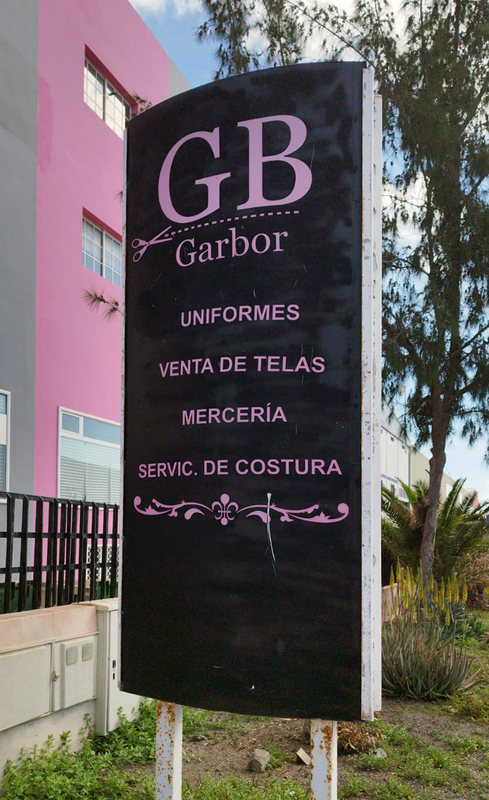 GB
Garbor
UNIFORMES
VENTA DE TELAS
MERCERÍA
SERVIC. DE COSTURA